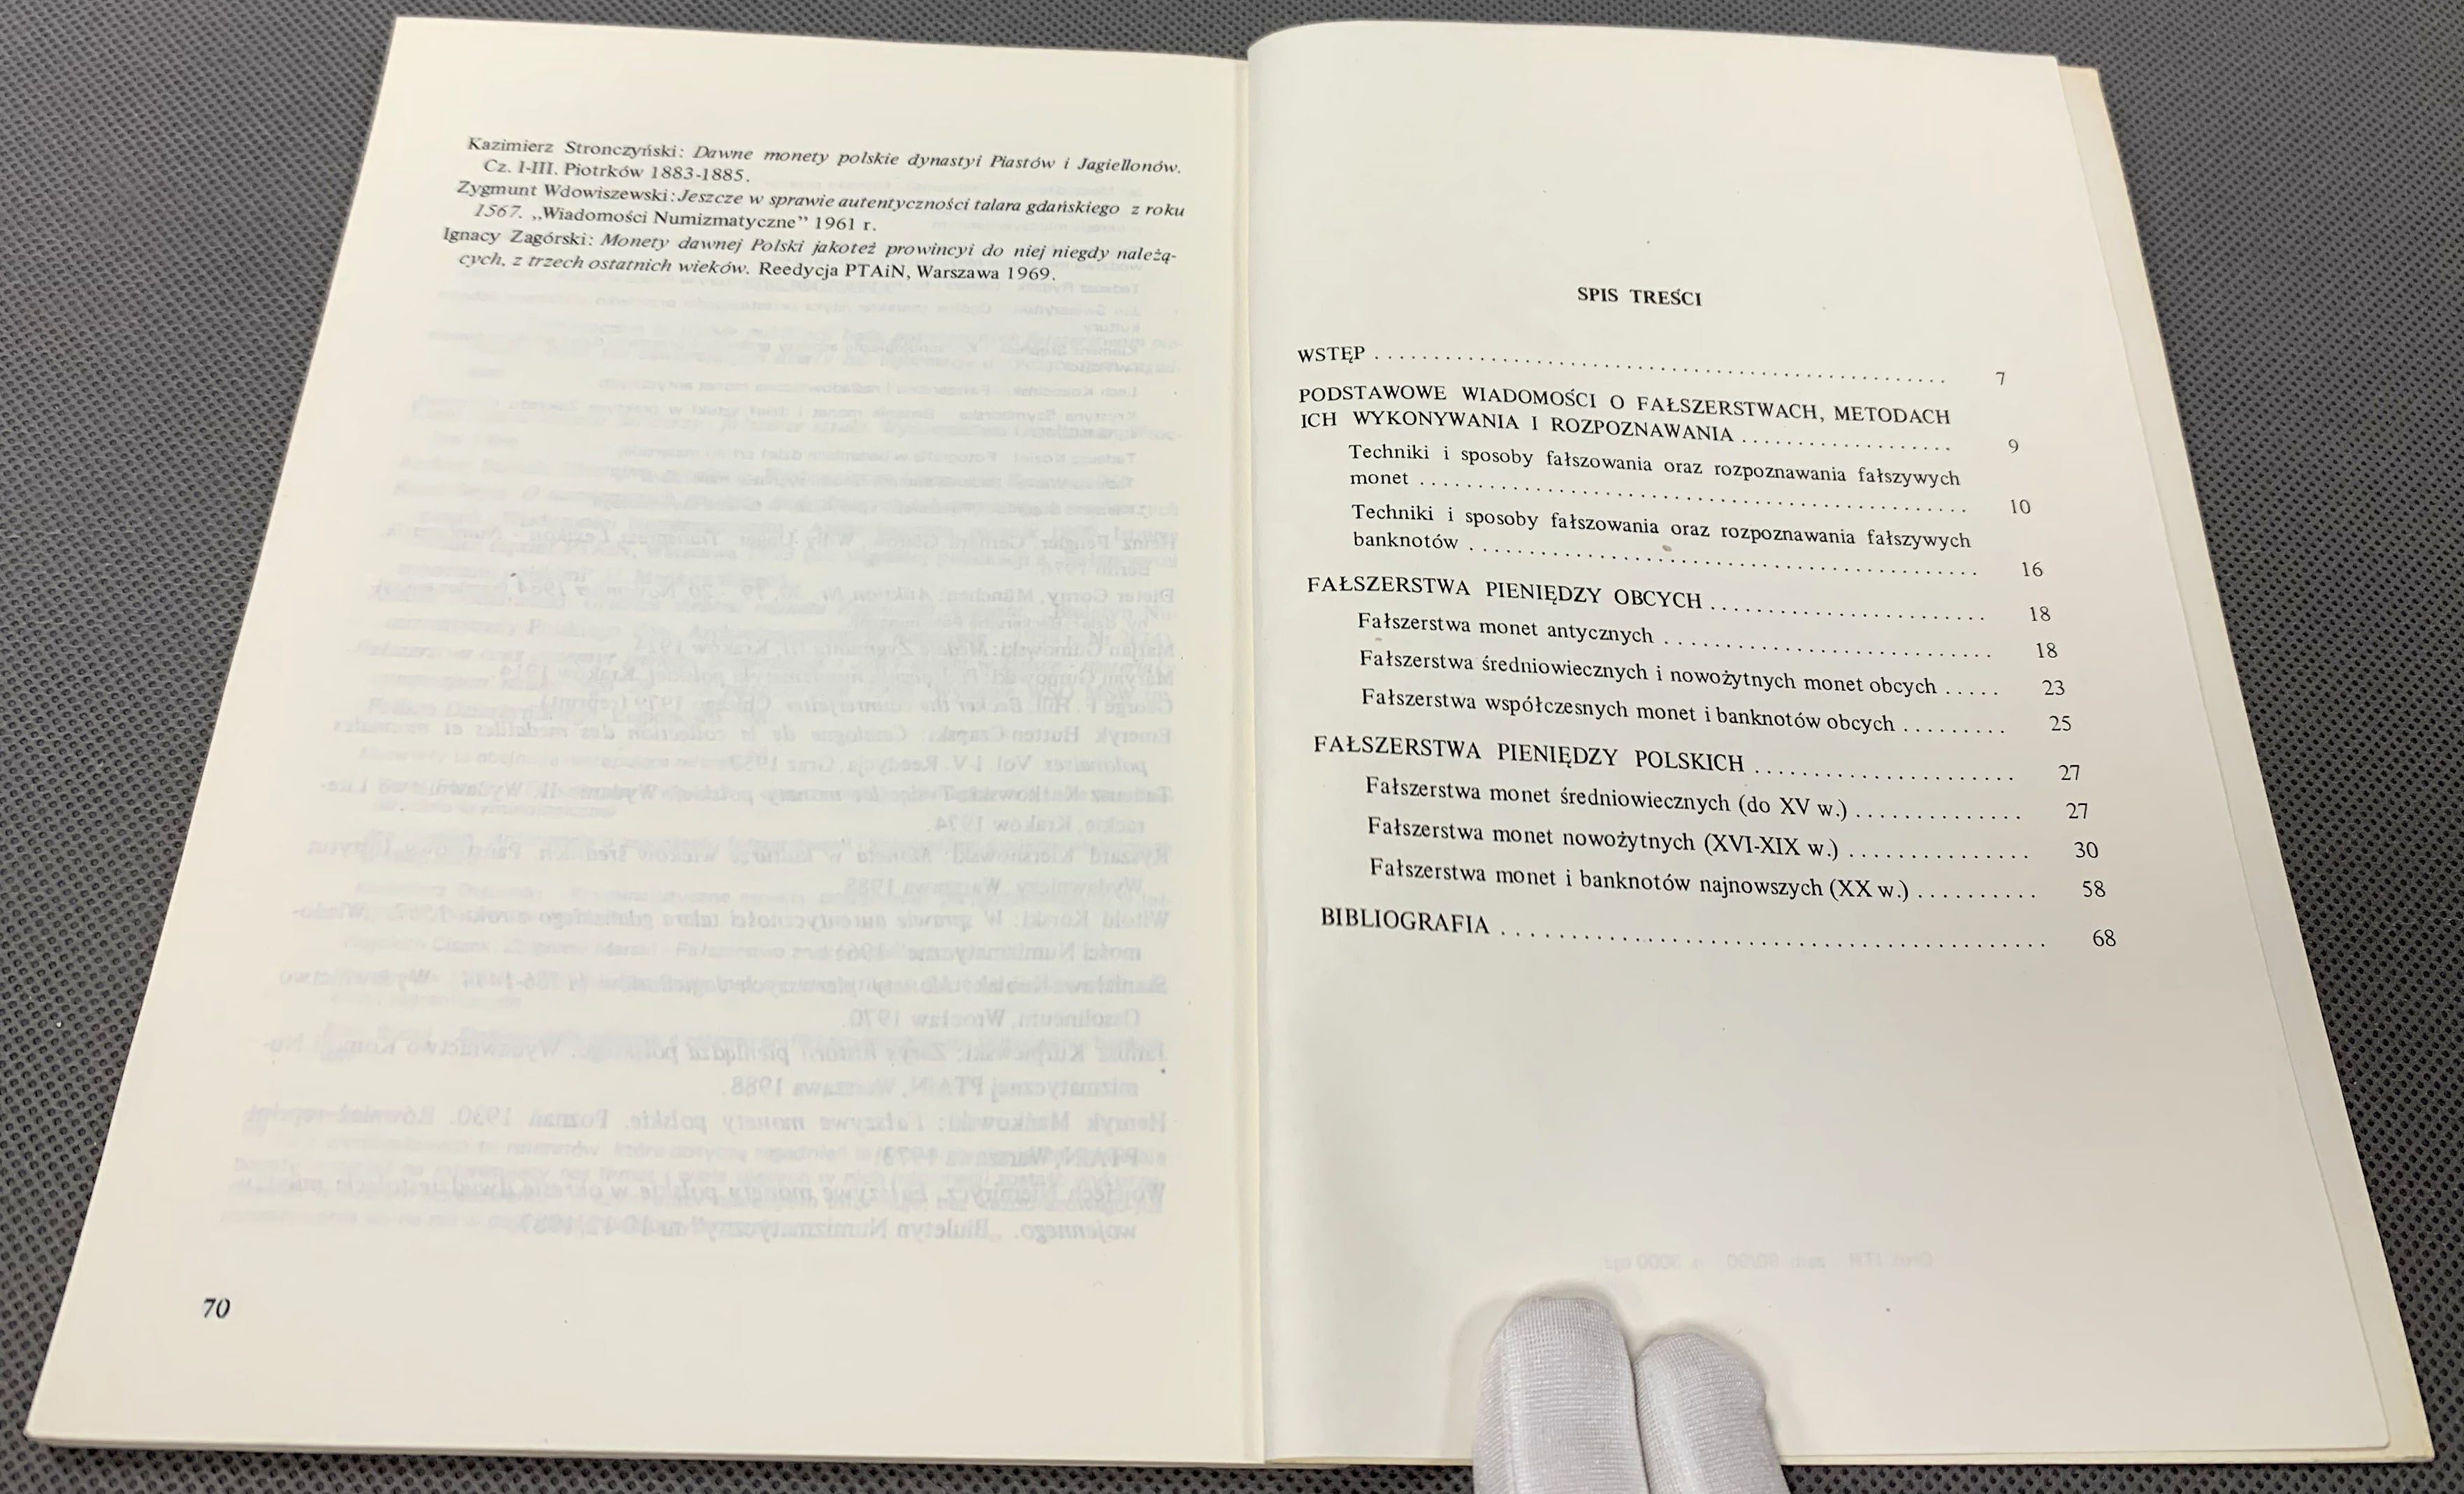 Kazimierz Stronczyński: Dawne monety polskie dynastyi Piastów i Jagiellonów.
Cz. I-III. Piotrków 1883-1885.
Zygmunt Wdowiszewski: Jeszcze w sprawie autentyczności talara gdańskiego z roku
1567. ,,Wiadomości Numizmatyczne” 1961 r.
Ignacy Zagórski: Monety dawnej Polski jakoteż prowincyi do niej niegdy należą-
cych, z trzech ostatnich wieków. Reedycja PTAiN, Warszawa 1969.
70
SPIS TREŚCI
WSTĘP . . . . . . . . . . . . . . . . . . . . 7
PODSTAWOWE WIADOMOŚCI O FAŁSZERSTWACH, METODACH
ICH WYKONYWANIA I ROZPOZNAWANIA . . . . . . . . . . 9
Techniki i sposoby fałszowania oraz rozpoznawania fałszywych
monet . . . . . . . . . . . . . . . . . . . . 10
Techniki i sposoby fałszowania oraz rozpoznawania fałszywych
banknotów . . . . . . . . . . . . . . . . . . . . 16
FAŁSZERSTWA PIENIĘDZY OBCYCH . . . . . . . . . . 18
Fałszerstwa monet antycznych . . . . . . . . . . 18
Fałszerstwa średniowiecznych i nowożytnych monet obcych . . . . . 23
Fałszerstwa współczesnych monet i banknotów obcych . . . . . . . . . 25
FAŁSZERSTWA PIENIĘDZY POLSKICH . . . . . . . . . . 27
Fałszerstwa monet średniowiecznych (do XV w.) . . . . . . . . . . 27
Fałszerstwa monet nowożytnych (XVI-XIX w.) . . . . . . . . . . 30
Fałszerstwa monet i banknotów najnowszych (XX w.) . . . . . . . . . . 58
BIBLIOGRAFIA . . . . . . . . . . . . . . . . . . . . 68